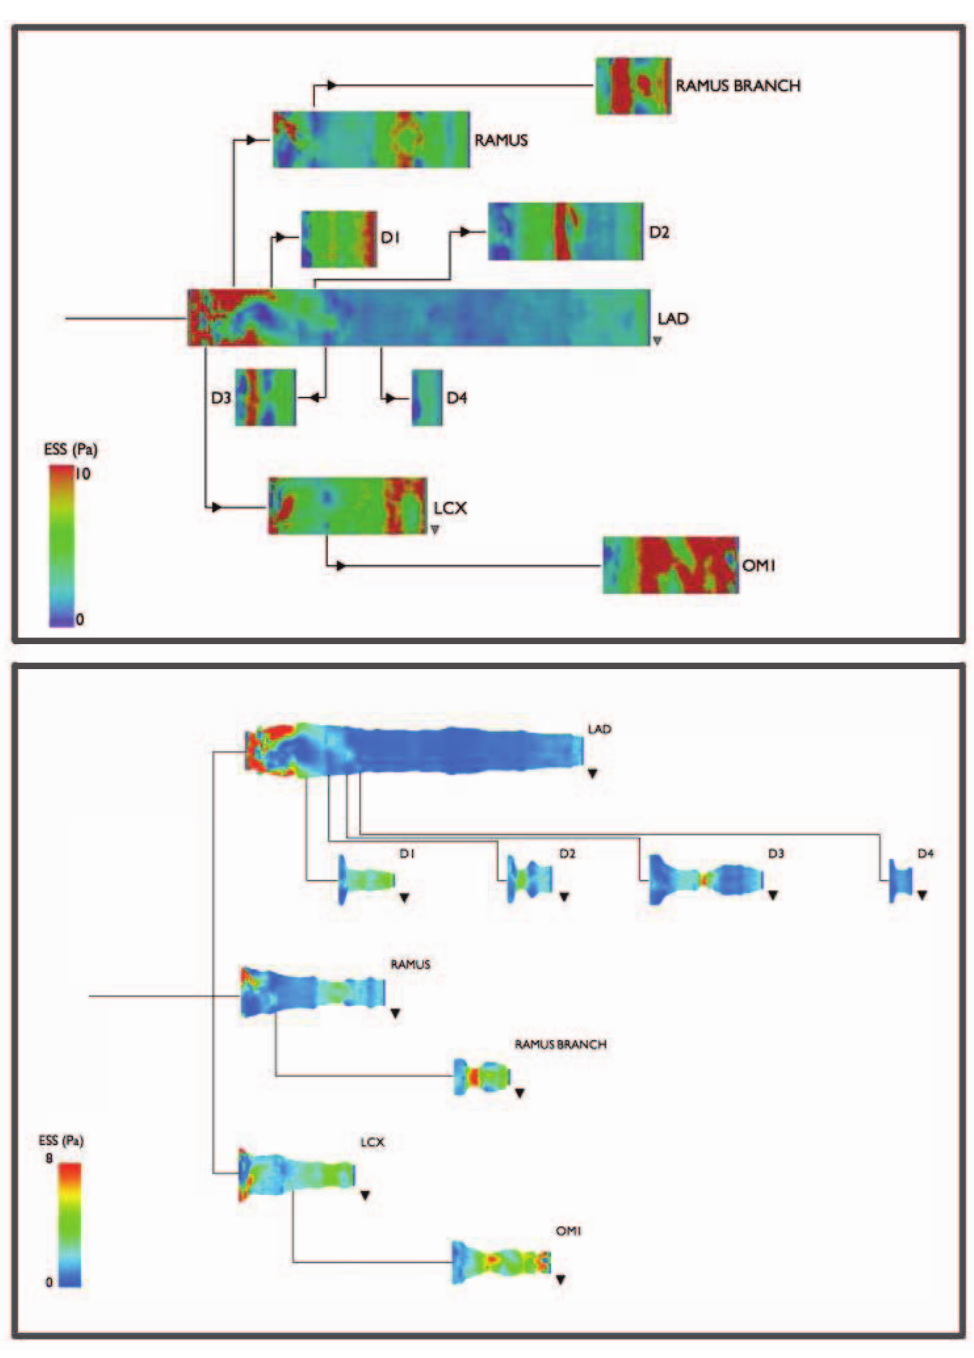 RAMUS BRANCH
RAMUS
D1
D2
LAD
D3
D4
ESS (Pa)
10
0
LCX
OM1
LAD
D1
D2
D3
D4
RAMUS
RAMUS BRANCH
ESS (Pa)
8
0
LCX
OM1